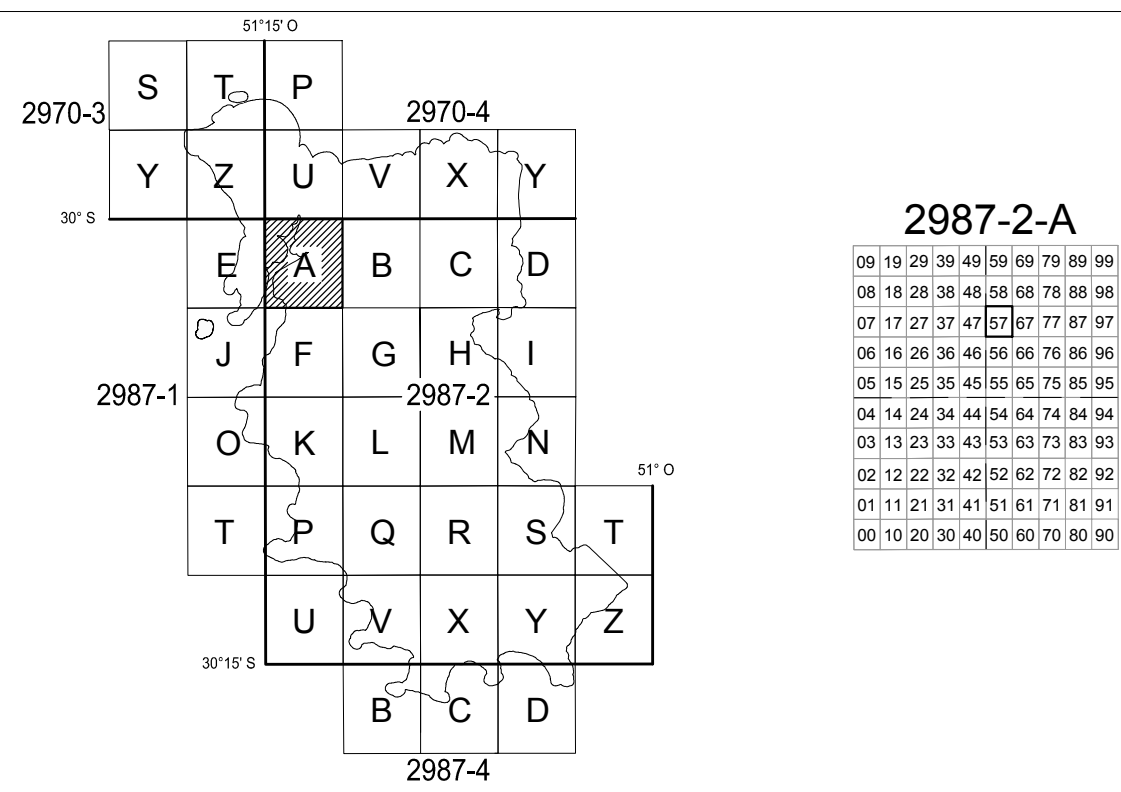 51°15' O
S T P
2970-3 2970-4
Y Z U V X Y
30° S
E A B C D
J F G H I
2987-1 2987-2
O K L M N
51° O
T P Q R S T
U V X Y Z
30°15' S
B C D
2987-4
2987-2-A
09 19 29 39 49 59 69 79 89 99
08 18 28 38 48 58 68 78 88 98
07 17 27 37 47 57 67 77 87 97
06 16 26 36 46 56 66 76 86 96
05 15 25 35 45 55 65 75 85 95
04 14 24 34 44 54 64 74 84 94
03 13 23 33 43 53 63 73 83 93
02 12 22 32 42 52 62 72 82 92
01 11 21 31 41 51 61 71 81 91
00 10 20 30 40 50 60 70 80 90